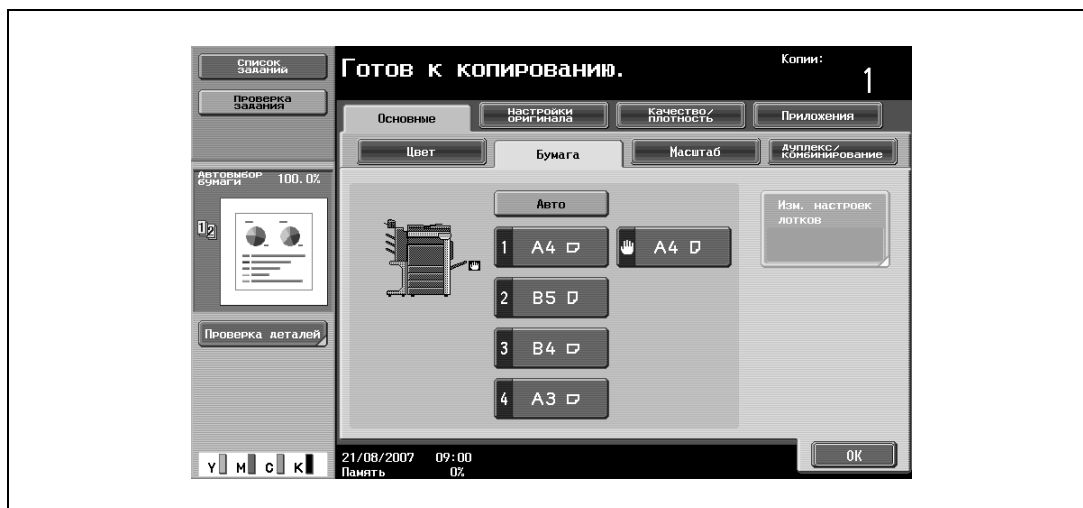 Список
заданий
Готов к копированию.
Копии:
1
Проверка
задания
Основные
Настройки
оригинала
Качество/
плотность
Приложения
Цвет
Бумага
Масштаб
Дуплекс/
комбинирование
Автовыбор
бумаги
100.0%
12
Авто
Изм. настроек
лотков
1 A4
A4
2 B5
Проверка деталей
3 B4
4 A3
Y M C K
21/08/2007 09:00
Память 0%
OK